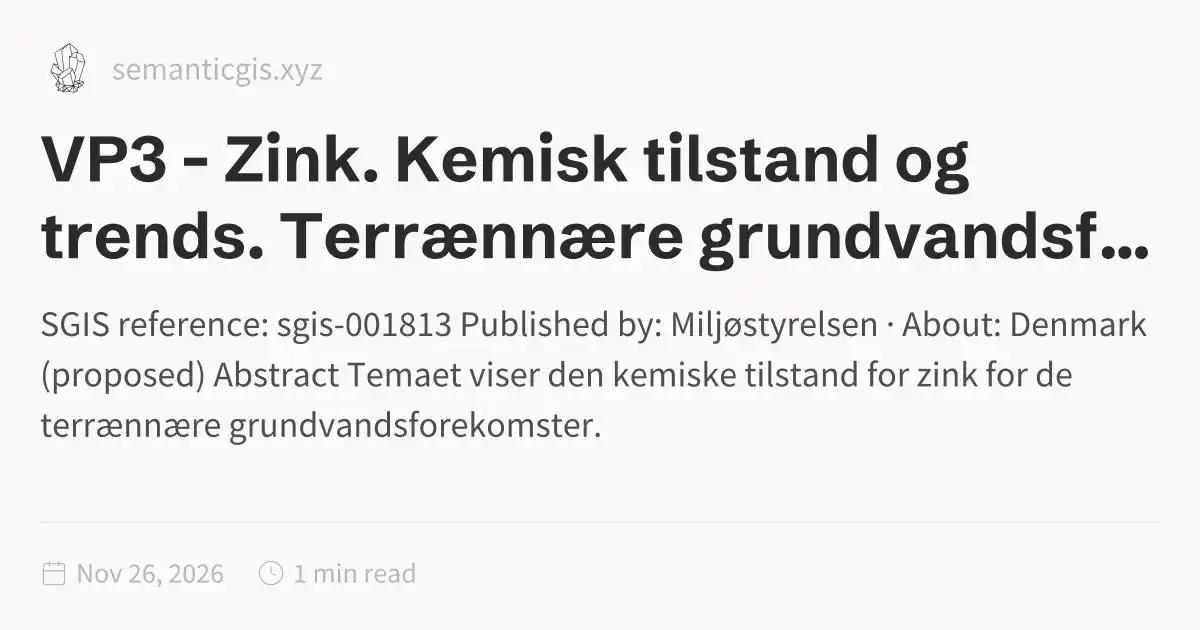 semanticgis.xyz
VP3 - Zink. Kemisk tilstand og
trends. Terrænnære grundvandsf...
SGIS reference: sgis-001813 Published by: Miljøstyrelsen · About: Denmark
(proposed) Abstract Temaet viser den kemiske tilstand for zink for de
terrænnære grundvandsforekomster.
Nov 26, 2026 1 min read